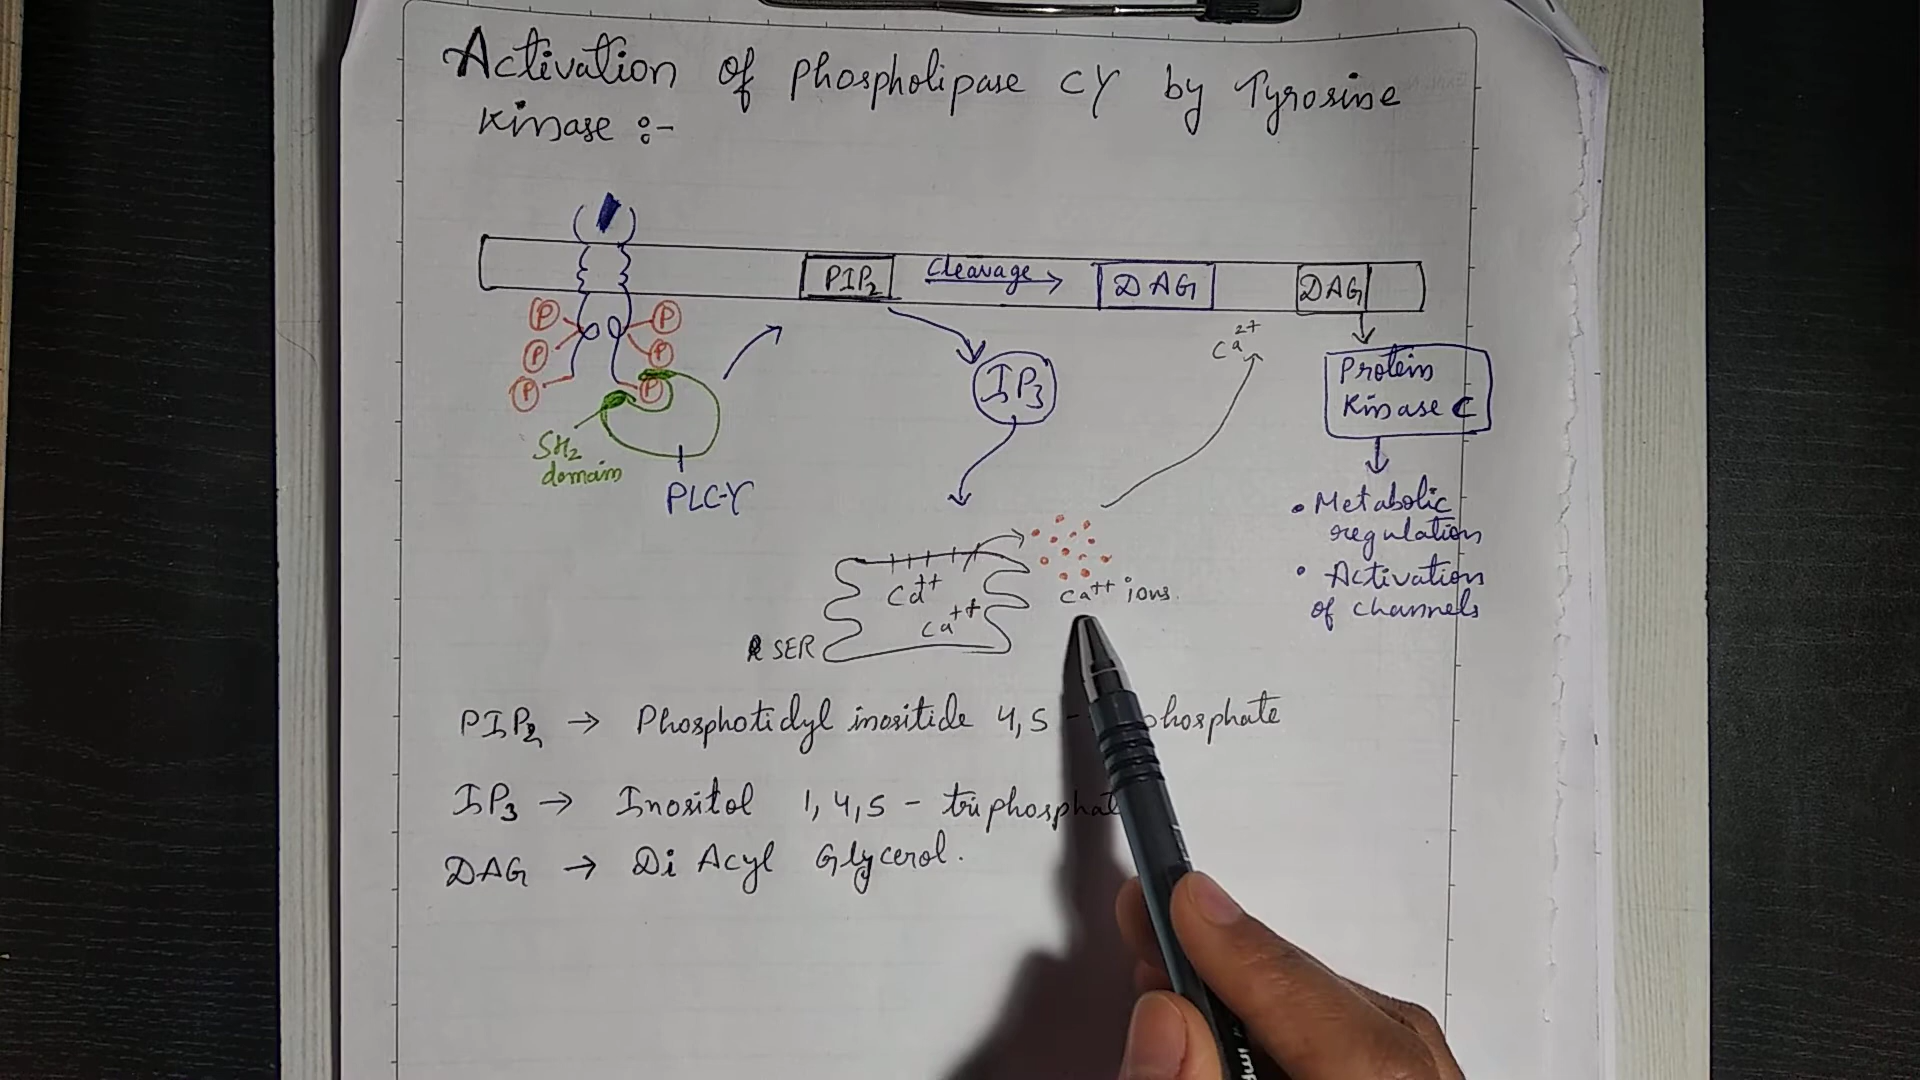 Activation of phospholipase Cγ by Tyrosine
kinase :-
PIP2 Cleavage → DAG DAG
P P
P P
P P
SH2
domain
PLC-γ
IP3
Ca2+
Protein
kinase C
• Metabolic
regulation
• Activation
of channels
Ca++
Ca++
Ca++ ions.
SER
PIP2 → Phosphotidyl inositide 4,5 - phosphate
IP3 → Inositol 1,4,5 - triphosphat
DAG → Di Acyl Glycerol.